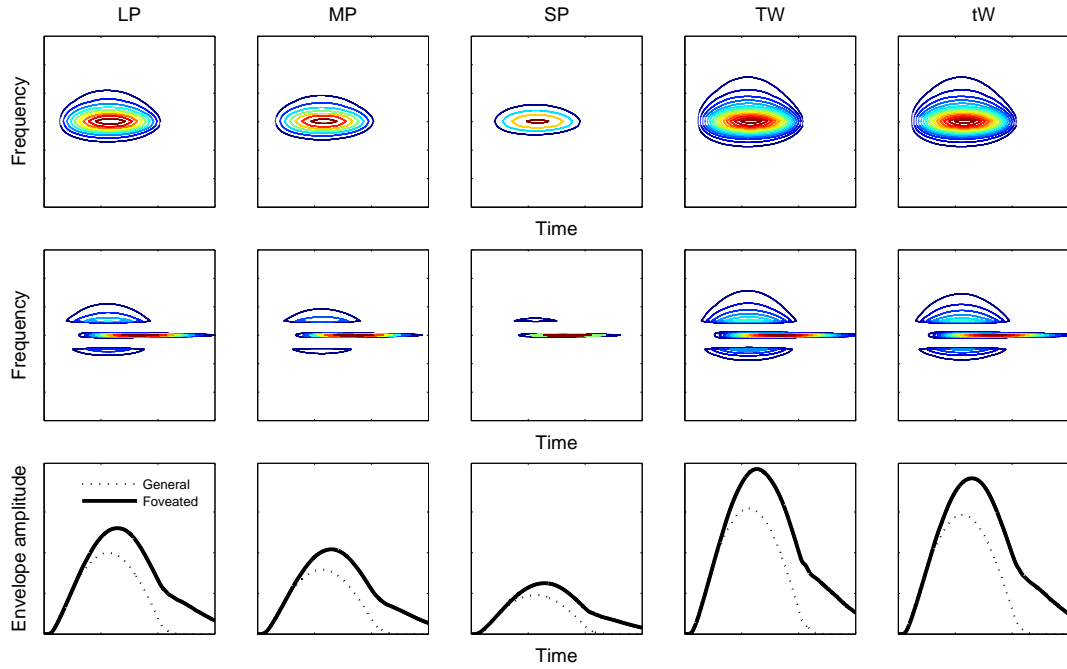 LP MP SP TW tW
Frequency
Time
Frequency
Time
Envelope amplitude
General
Foveated
Time